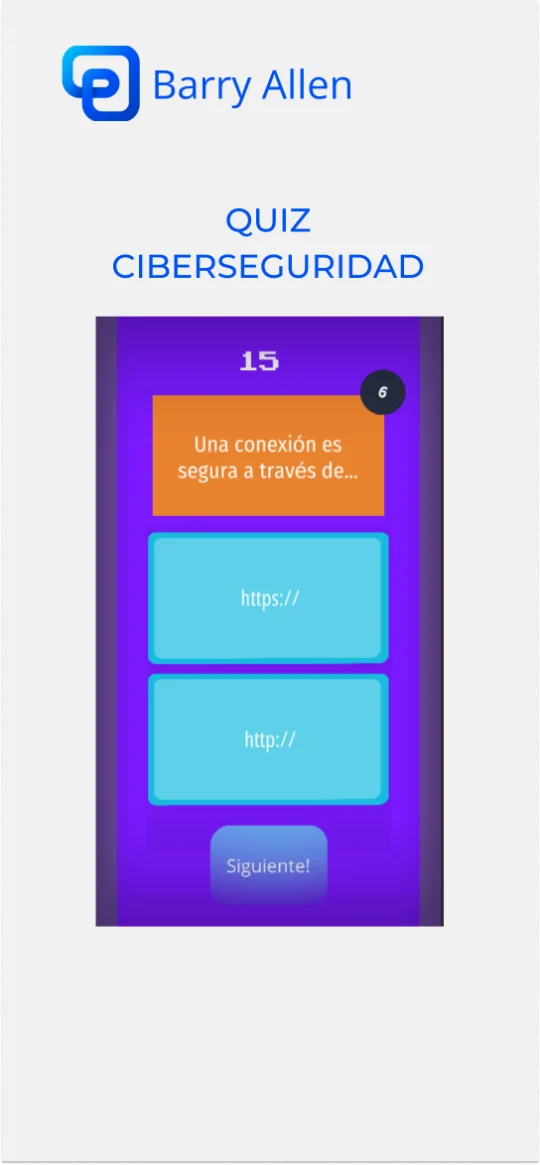 Barry Allen
QUIZ
CIBERSEGURIDAD
15
6
Una conexión es
segura a través de...
https://
http://
Siguiente!